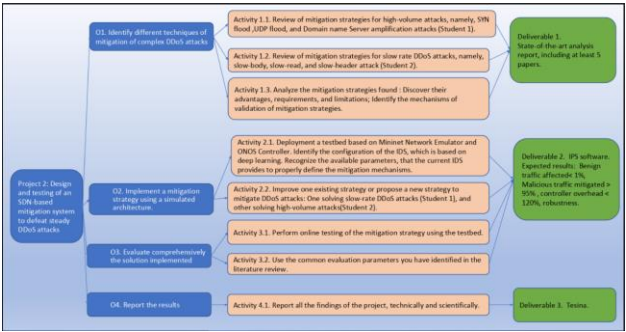 Project 2: Design
and testing of an
SDN-based
mitigation system
to defeat steady
DDoS attacks
O1. Identify different techniques
of mitigation of complex DDoS
attacks
Activity 1.1. Review of mitigation strategies for high-volume attacks, namely, SYN
flood ,UDP flood, and Domain name Server amplification attacks (Student 1).
Activity 1.2. Review of mitigation strategies for slow rate DDoS attacks, namely,
slow-body, slow-read, and slow-header attack (Student 2).
Activity 1.3. Analyze the mitigation strategies found : Discover their
advantages, requirements, and limitations; Identify the mechanisms of
validation of mitigation strategies.
Deliverable 1.
State-of-the-art analysis
report, including at least 5
papers.
O2. Implement a mitigation
strategy using a simulated
architecture.
Activity 2.1. Deployment a testbed based on Mininet Network Emulator and
ONOS Controller. Identify the configuration of the IDS, which is based on
deep learning. Recognize the available parameters, that the current IDS
provides to properly define the mitigation mechanisms.
Activity 2.2. Improve one existing strategy or propose a new strategy to
mitigate DDoS attacks: One solving slow-rate DDoS attacks (Student 1), and
other solving high-volume attacks(Student 2).
O3. Evaluate comprehensively
the solution implemented
Activity 3.1. Perform online testing of the mitigation strategy using the testbed.
Activity 3.2. Use the common evaluation parameters you have identified in the
literature review.
Deliverable 2. IPS software.
Expected results: Benign
traffic affected< 1%,
Malicious traffic mitigated >
95% , controller overhead <
120%, robustness.
O4. Report the results
Activity 4.1. Report all the findings of the project, technically and scientifically.
Deliverable 3. Tesina.